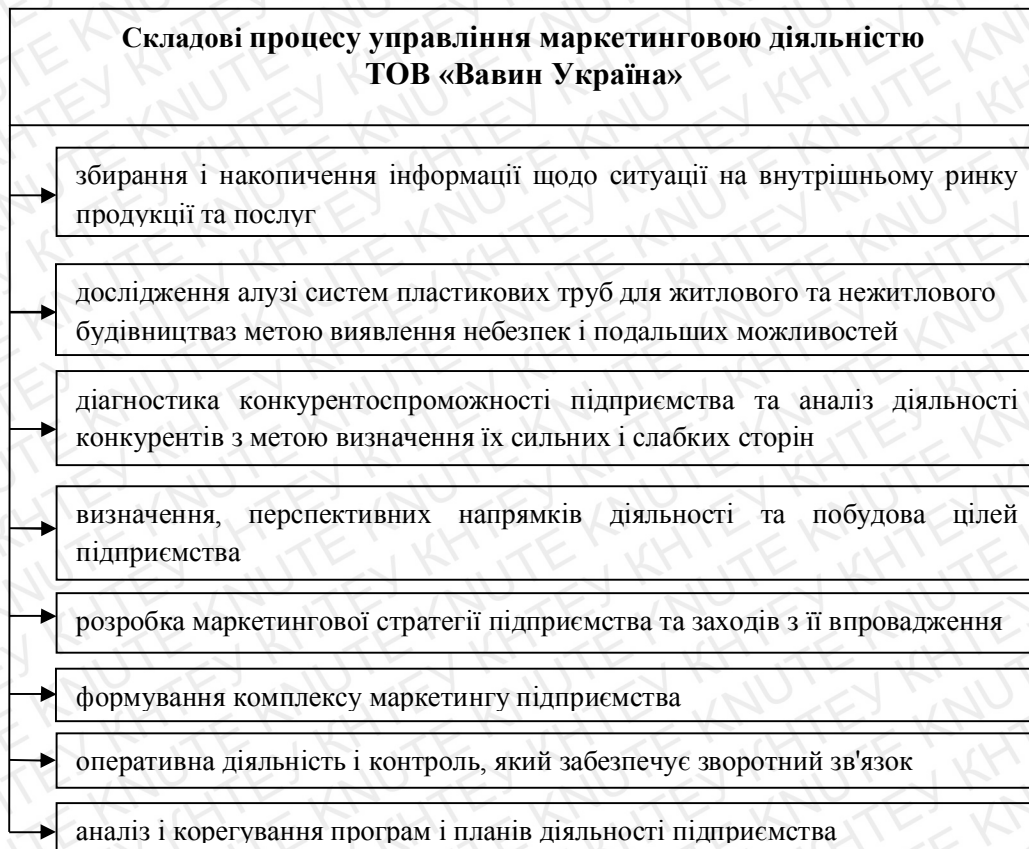 Складові процесу управління маркетинговою діяльністю
ТОВ «Вавин Україна»
збирання і накопичення інформації щодо ситуації на внутрішньому ринку
продукції та послуг
дослідження алузі систем пластикових труб для житлового та нежитлового
будівництваз метою виявлення небезпек і подальших можливостей
діагностика конкурентоспроможності підприємства та аналіз діяльності
конкурентів з метою визначення їх сильних і слабких сторін
визначення, перспективних напрямків діяльності та побудова цілей
підприємства
розробка маркетингової стратегії підприємства та заходів з її впровадження
формування комплексу маркетингу підприємства
оперативна діяльність і контроль, який забезпечує зворотний зв'язок
аналіз і корегування програм і планів діяльності підприємства